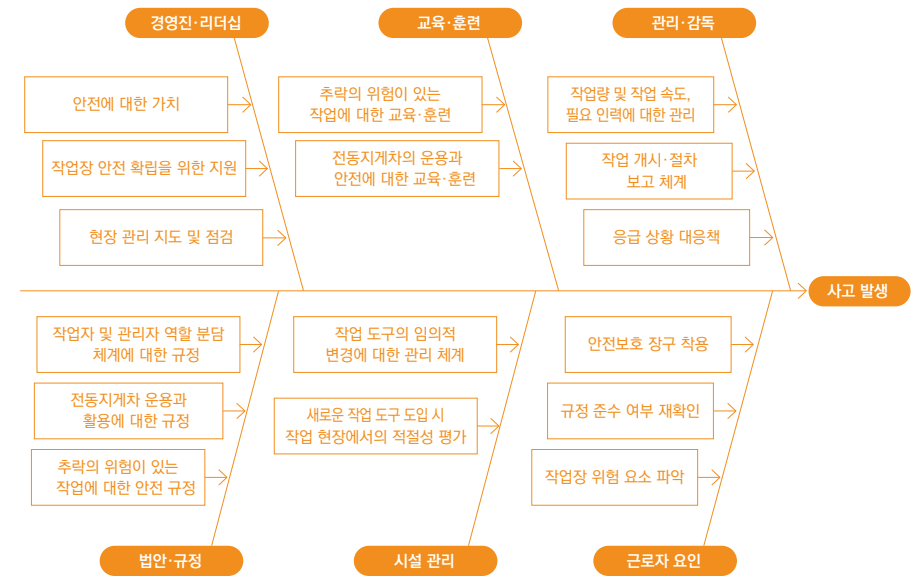 경영진·리더십
안전에 대한 가치
작업장 안전 확립을 위한 지원
현장 관리 지도 및 점검
교육·훈련
추락의 위험이 있는
작업에 대한 교육·훈련
전동지게차의 운용과
안전에 대한 교육·훈련
관리·감독
작업량 및 작업 속도,
필요 인력에 대한 관리
작업 개시·절차
보고 체계
응급 상황 대응책
사고 발생
작업자 및 관리자 역할 분담
체계에 대한 규정
전동지게차 운용과
활용에 대한 규정
추락의 위험이 있는
작업에 대한 안전 규정
법안·규정
작업 도구의 임의적
변경에 대한 관리 체계
새로운 작업 도구 도입 시
작업 현장에서의 적절성 평가
시설 관리
안전보호 장구 착용
규정 준수 여부 재확인
작업장 위험 요소 파악
근로자 요인